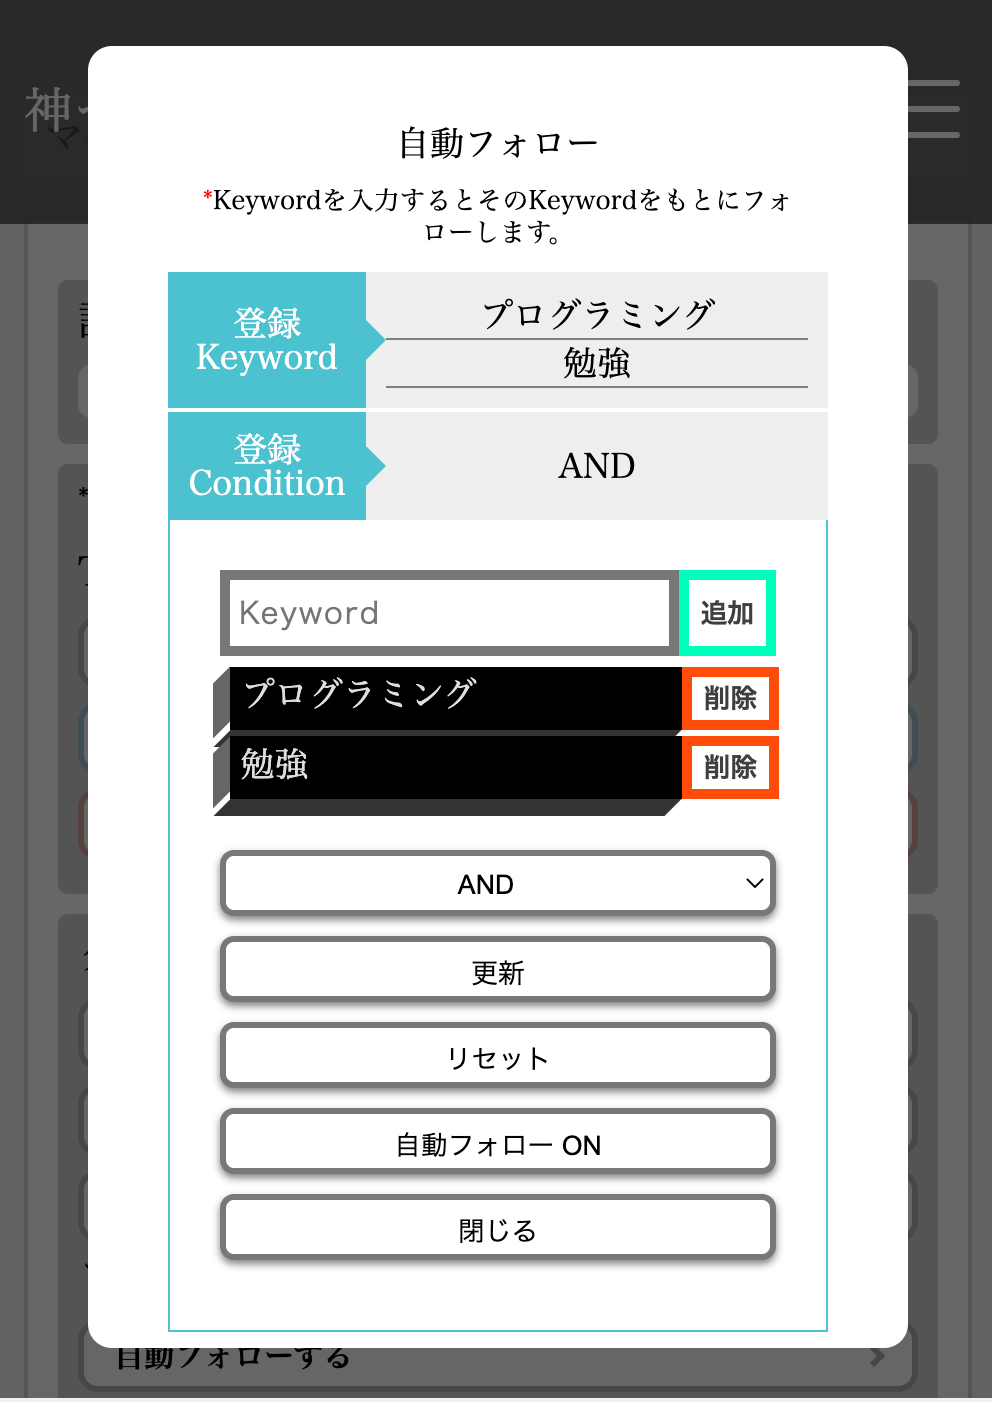 神
自動フォロー
*Keywordを入力するとそのKeywordをもとにフォ
ローします。
登録
Keyword
プログラミング
勉強
登録
Condition
AND
Keyword
追加
プログラミング
削除
勉強
削除
AND
更新
リセット
自動フォロー ON
閉じる
自動フォローする